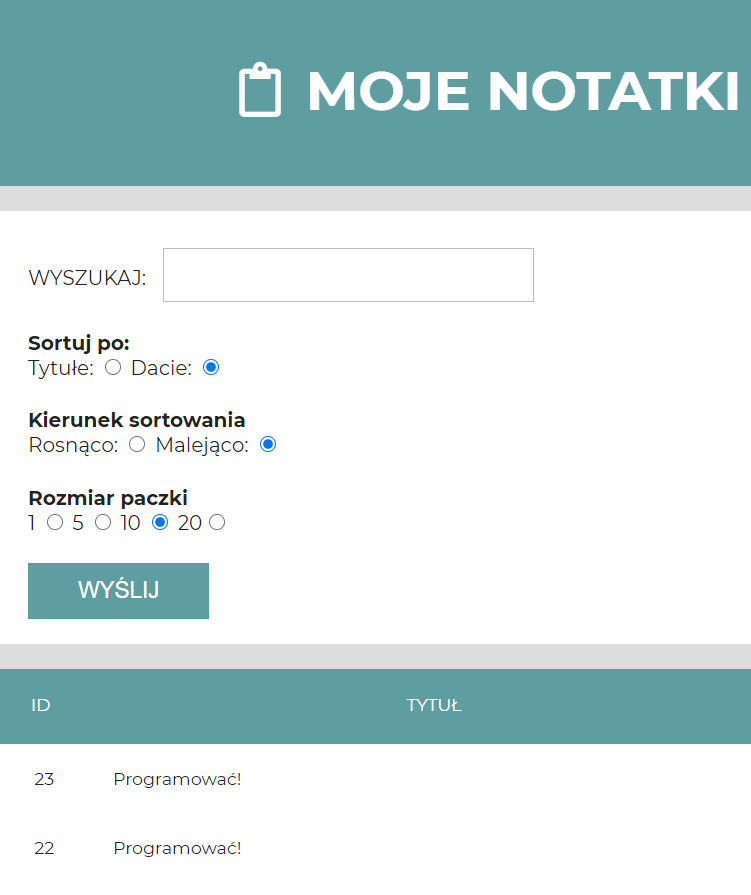 MOJE NOTATKI
WYSZUKAJ:
Sortuj po:
Tytułe: Dacie:
Kierunek sortowania
Rosnąco: Malejąco:
Rozmiar paczki
1 5 10 20
WYŚLIJ
ID TYTUŁ
23 Programować!
22 Programować!